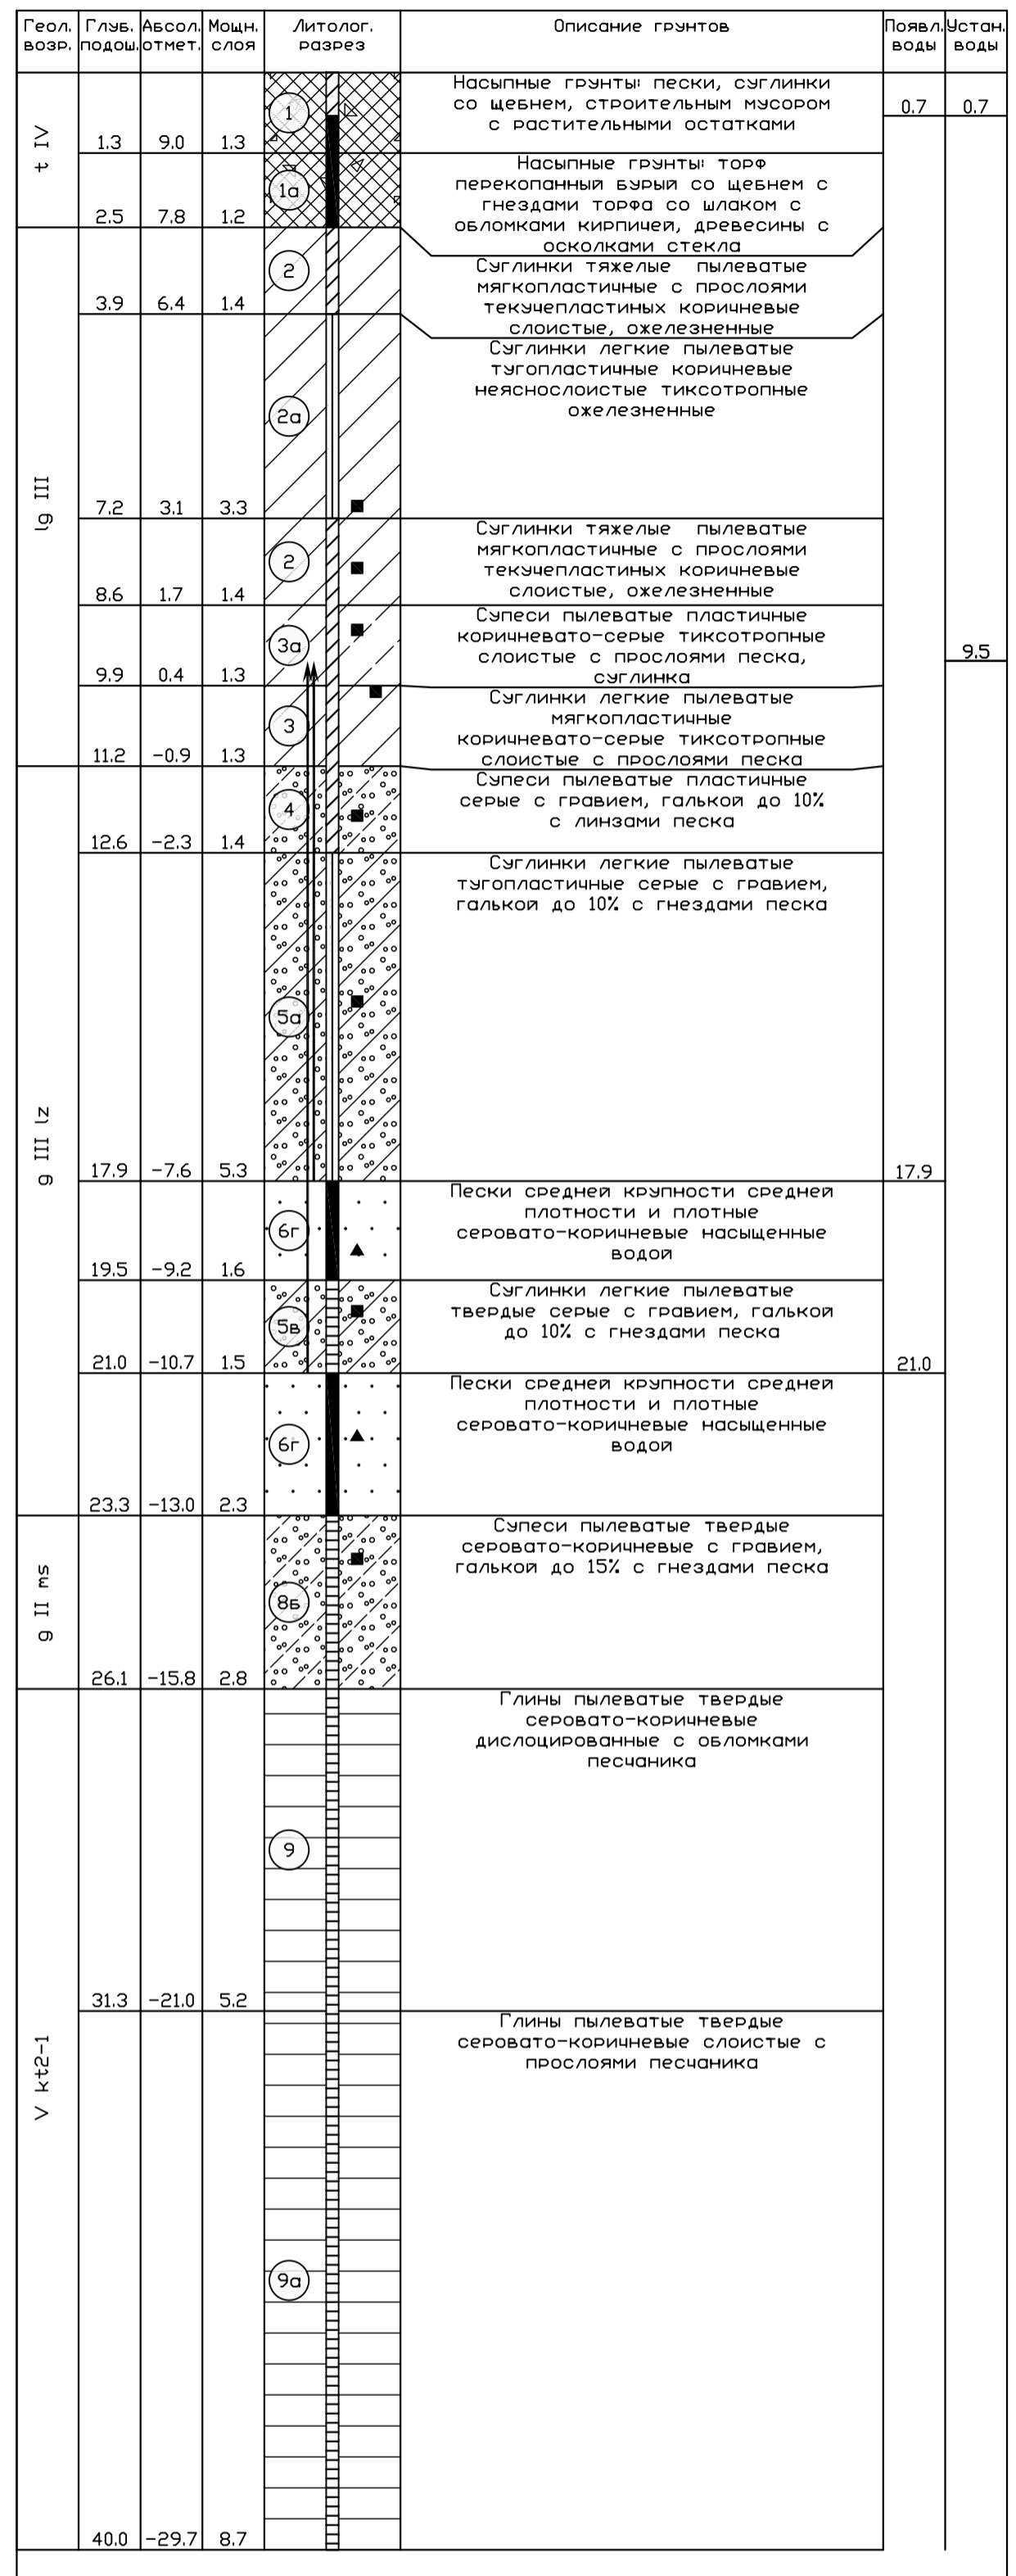 Геол. возр.
Глуб. подош.
Абсол. отмет.
Мощн. слоя
Литолог. разрез
Описание грунтов
Появл. воды
Устан. воды
t IV
1
Насыпные грунты: пески, суглинки
со щебнем, строительным мусором
с растительными остатками
0.7 0.7
1.3 9.0 1.3
1а
Насыпные грунты: торф
перекопанный бурый со щебнем с
гнездами торфа со шлаком с
обломками кирпичей, древесины с
осколками стекла
2.5 7.8 1.2
lg III
2
Суглинки тяжелые пылеватые
мягкопластичные с прослоями
текучепластиных коричневые
слоистые, ожелезненные
3.9 6.4 1.4
2а
Суглинки легкие пылеватые
тугопластичные коричневые
неяснослоистые тиксотропные
ожелезненные
7.2 3.1 3.3
2
Суглинки тяжелые пылеватые
мягкопластичные с прослоями
текучепластиных коричневые
слоистые, ожелезненные
8.6 1.7 1.4
3а
Супеси пылеватые пластичные
коричневато-серые тиксотропные
слоистые с прослоями песка,
суглинка
9.5
9.9 0.4 1.3
3
Суглинки легкие пылеватые
мягкопластичные
коричневато-серые тиксотропные
слоистые с прослоями песка
11.2 -0.9 1.3
g III lz
4
Супеси пылеватые пластичные
серые с гравием, галькой до 10%
с линзами песка
12.6 -2.3 1.4
5а
Суглинки легкие пылеватые
тугопластичные серые с гравием,
галькой до 10% с гнездами песка
17.9 -7.6 5.3
17.9
6г
Пески средней крупности средней
плотности и плотные
серовато-коричневые насыщенные
водой
19.5 -9.2 1.6
5в
Суглинки легкие пылеватые
твердые серые с гравием, галькой
до 10% с гнездами песка
21.0 -10.7 1.5
21.0
6г
Пески средней крупности средней
плотности и плотные
серовато-коричневые насыщенные
водой
23.3 -13.0 2.3
g II ms
8б
Супеси пылеватые твердые
серовато-коричневые с гравием,
галькой до 15% с гнездами песка
26.1 -15.8 2.8
V kt2-1
9
Глины пылеватые твердые
серовато-коричневые
дислоцированные с обломками
песчаника
31.3 -21.0 5.2
9а
Глины пылеватые твердые
серовато-коричневые слоистые с
прослоями песчаника
40.0 -29.7 8.7